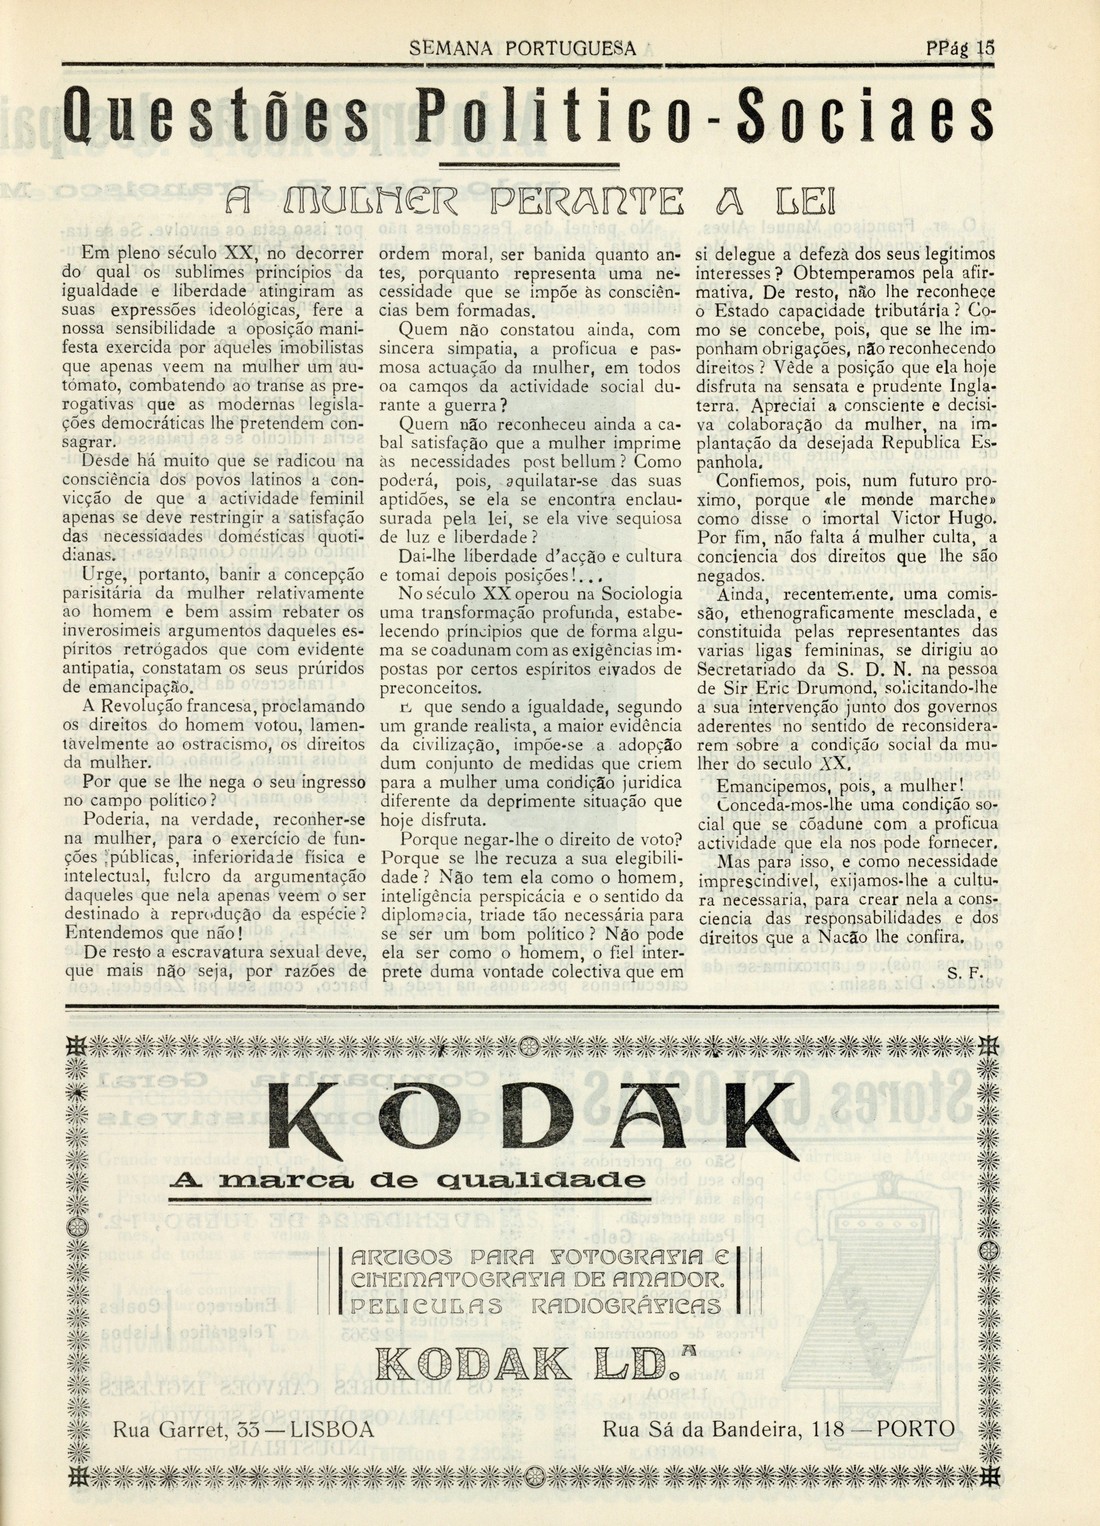 SEMANA PORTUGUESA
PPág 15
Questões Politico-Sociaes
A MULHER PERANTE A LEI
Em pleno século XX, no decorrer
do qual os sublimes princípios da
igualdade e liberdade atingiram as
suas expressões ideológicas, fere a
nossa sensibilidade a oposição mani-
festa exercida por aqueles imobilistas
que apenas veem na mulher um au-
tómato, combatendo ao transe as pre-
rogativas que as modernas legisla-
ções democráticas lhe pretendem con-
sagrar.
Desde há muito que se radicou na
consciência dos povos latinos a con-
vicção de que a actividade feminil
apenas se deve restringir a satisfação
das necessidades domésticas quoti-
dianas.
Urge, portanto, banir a concepção
parisitária da mulher relativamente
ao homem e bem assim rebater os
inverosimeis argumentos daqueles es-
píritos retrógados que com evidente
antipatia, constatam os seus prúridos
de emancipação.
A Revolução francesa, proclamando
os direitos do homem votou, lamen-
tàvelmente ao ostracismo, os direitos
da mulher.
Por que se lhe nega o seu ingresso
no campo político?
Poderia, na verdade, reconher-se
na mulher, para o exercício de fun-
ções públicas, inferioridade fisica e
intelectual, fulcro da argumentação
daqueles que nela apenas veem o ser
destinado à reprodução da espécie?
Entendemos que não!
De resto a escravatura sexual deve,
que mais não seja, por razões de
ordem moral, ser banida quanto an-
tes, porquanto representa uma ne-
cessidade que se impõe às consciên-
cias bem formadas.
Quem não constatou ainda, com
sincera simpatia, a proficua e pas-
mosa actuação da mulher, em todos
oa camqos da actividade social du-
rante a guerra?
Quem não reconheceu ainda a ca-
bal satisfação que a mulher imprime
às necessidades post bellum? Como
poderá, pois, aquilatar-se das suas
aptidões, se ela se encontra enclau-
surada pela lei, se ela vive sequiosa
de luz e liberdade?
Dai-lhe liberdade d'acção e cultura
e tomai depois posições!...
No século XX operou na Sociologia
uma transformação profunda, estabe-
lecendo princípios que de forma algu-
ma se coadunam com as exigências im-
postas por certos espíritos eivados de
preconceitos.
É que sendo a igualdade, segundo
um grande realista, a maior evidência
da civilização, impõe-se a adopção
dum conjunto de medidas que criem
para a mulher uma condição juridica
diferente da deprimente situação que
hoje disfruta.
Porque negar-lhe o direito de voto?
Porque se lhe recuza a sua elegibili-
dade? Não tem ela como o homem,
inteligência perspicácia e o sentido da
diplomacia, triade tão necessária para
se ser um bom político? Não pode
ela ser como o homem, o fiel inter-
prete duma vontade colectiva que em
si delegue a defeza dos seus legitimos
interesses? Obtemperamos pela afir-
mativa. De resto, não lhe reconheçe
o Estado capacidade tributária? Co-
mo se concebe, pois, que se lhe im-
ponham obrigações, não reconhecendo
direitos? Vêde a posição que ela hoje
disfruta na sensata e prudente Ingla-
terra. Apreciai a consciente e decisi-
va colaboração da mulher, na im-
plantação da desejada Republica Es-
panhola.
Confiemos, pois, num futuro pro-
ximo, porque «le monde marche»
como disse o imortal Victor Hugo.
Por fim, não falta á mulher culta, a
conciencia dos direitos que lhe são
negados.
Ainda, recentemente, uma comis-
são, ethenograficamente mesclada, e
constituida pelas representantes das
varias ligas femininas, se dirigiu ao
Secretariado da S. D. N. na pessoa
de Sir Eric Drumond, solicitando-lhe
a sua intervenção junto dos governos
aderentes no sentido de reconsidera-
rem sobre a condição social da mu-
lher do seculo XX.
Emancipemos, pois, a mulher!
Conceda-mos-lhe uma condição so-
cial que se cõadune com a proficua
actividade que ela nos pode fornecer.
Mas para isso, e como necessidade
imprescindivel, exijamos-lhe a cultu-
ra necessaria, para crear nela a cons-
ciencia das responsabilidades e dos
direitos que a Nacão lhe confira.
S. F.
KODAK
A marca de qualidade
ARTIGOS PARA FOTOGRAFIA E
CINEMATOGRAFIA DE AMADOR.
PELICULAS RADIOGRÁFICAS
KODAK LD.ª
Rua Garret, 33—LISBOA
Rua Sá da Bandeira, 118—PORTO